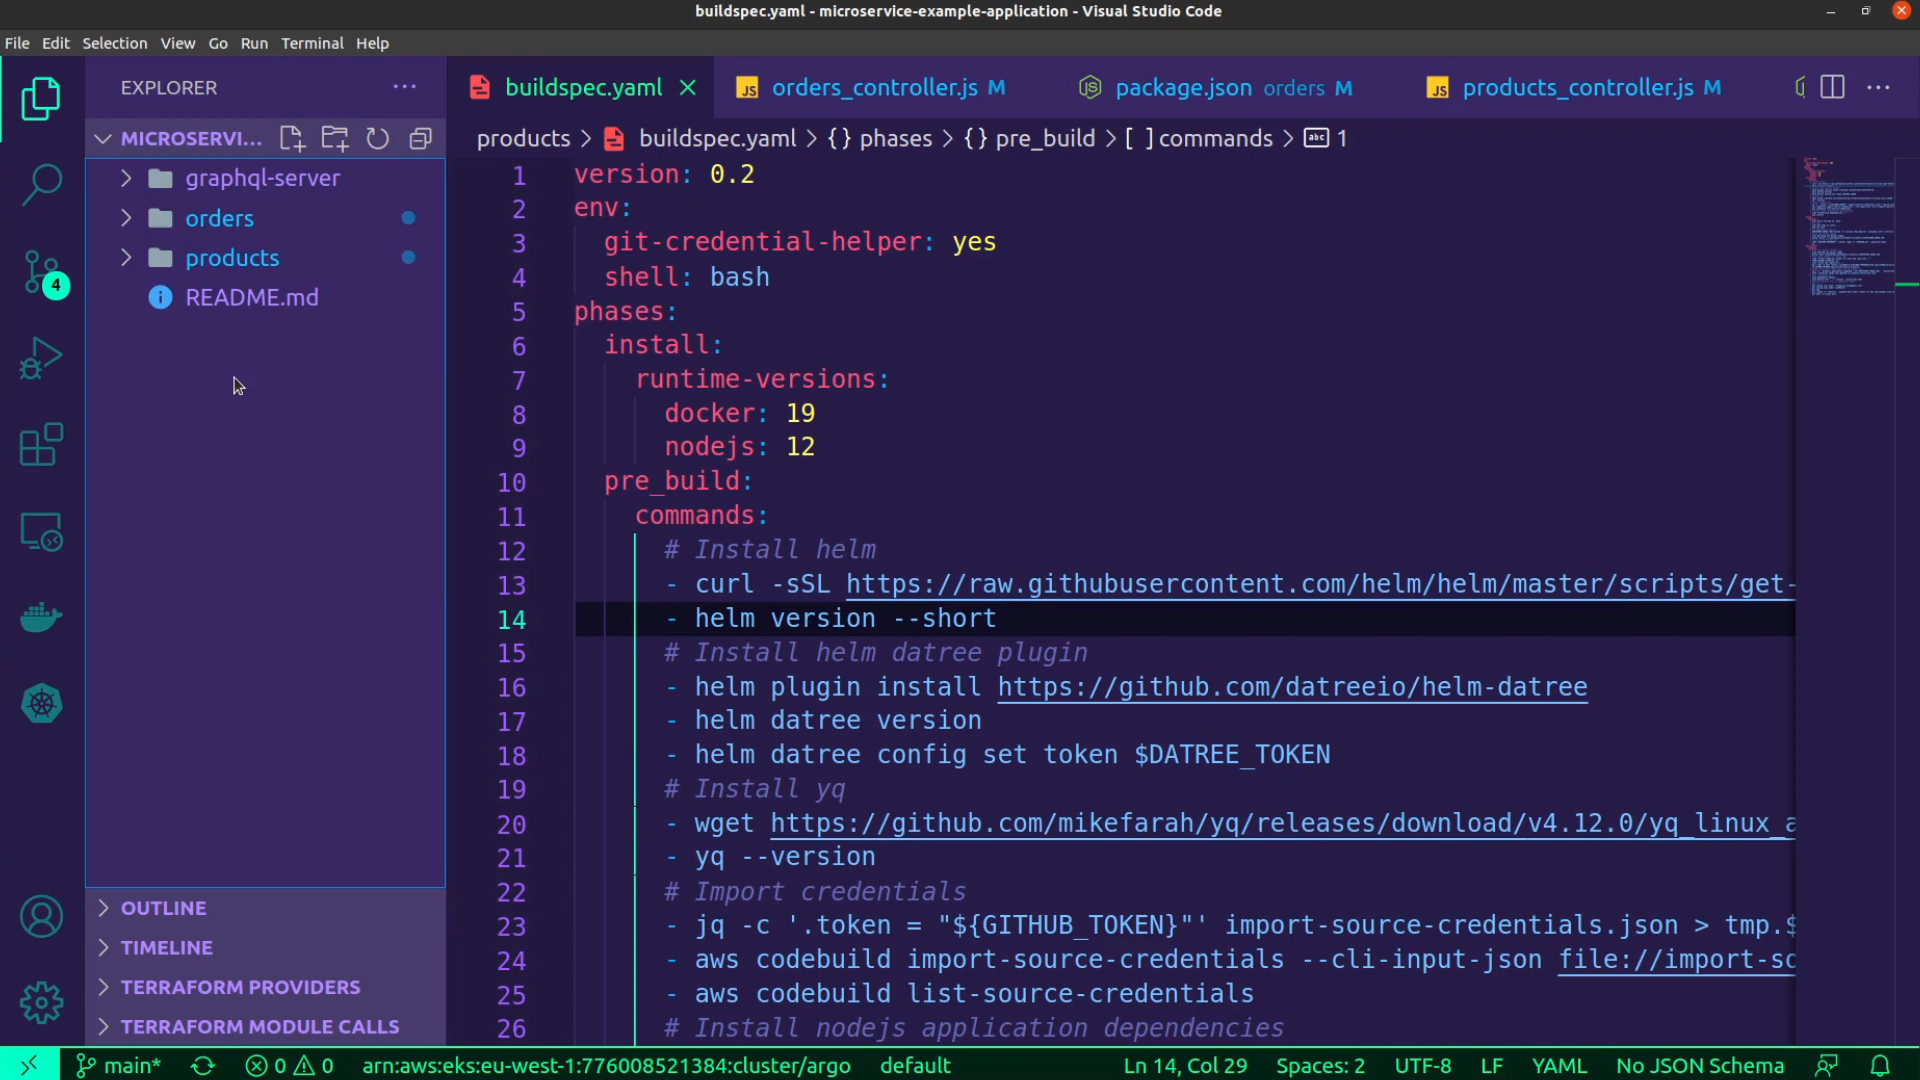 buildspec.yaml - microservice-example-application - Visual Studio Code
File Edit Selection View Go Run Terminal Help
EXPLORER
buildspec.yaml
JS orders_controller.js M
package.json orders M
JS products_controller.js M
MICROSERVI...
products > buildspec.yaml > {} phases > {} pre_build > [ ] commands > abc 1
graphql-server
orders
products
README.md
4
1 version: 0.2
2 env:
3 git-credential-helper: yes
4 shell: bash
5 phases:
6 install:
7 runtime-versions:
8 docker: 19
9 nodejs: 12
10 pre_build:
11 commands:
12 # Install helm
13 - curl -sSL https://raw.githubusercontent.com/helm/helm/master/scripts/get-
14 - helm version --short
15 # Install helm datree plugin
16 - helm plugin install https://github.com/datreeio/helm-datree
17 - helm datree version
18 - helm datree config set token $DATREE_TOKEN
19 # Install yq
20 - wget https://github.com/mikefarah/yq/releases/download/v4.12.0/yq_linux_a
21 - yq --version
22 # Import credentials
23 - jq -c '.token = "${GITHUB_TOKEN}"' import-source-credentials.json > tmp.$
24 - aws codebuild import-source-credentials --cli-input-json file://import-so
25 - aws codebuild list-source-credentials
26 # Install nodejs application dependencies
OUTLINE
TIMELINE
TERRAFORM PROVIDERS
TERRAFORM MODULE CALLS
main* 0 0 arn:aws:eks:eu-west-1:776008521384:cluster/argo default Ln 14, Col 29 Spaces: 2 UTF-8 LF YAML No JSON Schema